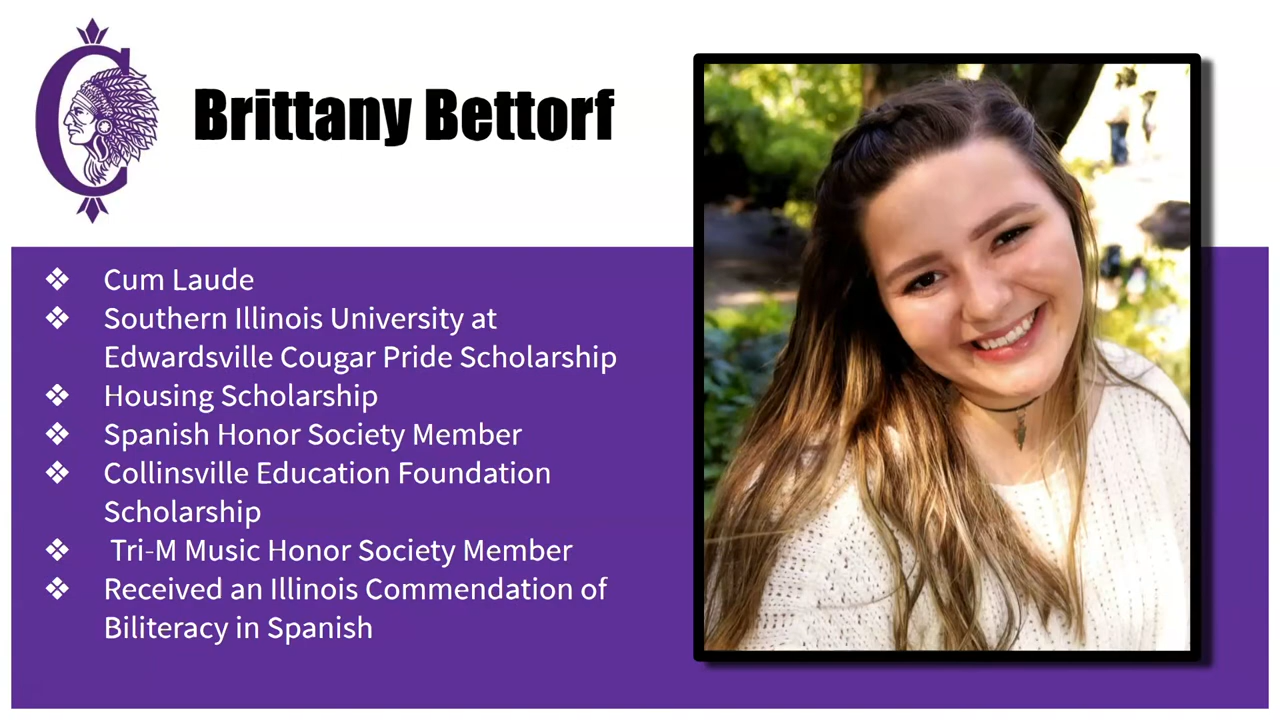 C
Brittany Bettorf
❖ Cum Laude
❖ Southern Illinois University at
Edwardsville Cougar Pride Scholarship
❖ Housing Scholarship
❖ Spanish Honor Society Member
❖ Collinsville Education Foundation
Scholarship
❖ Tri-M Music Honor Society Member
❖ Received an Illinois Commendation of
Biliteracy in Spanish